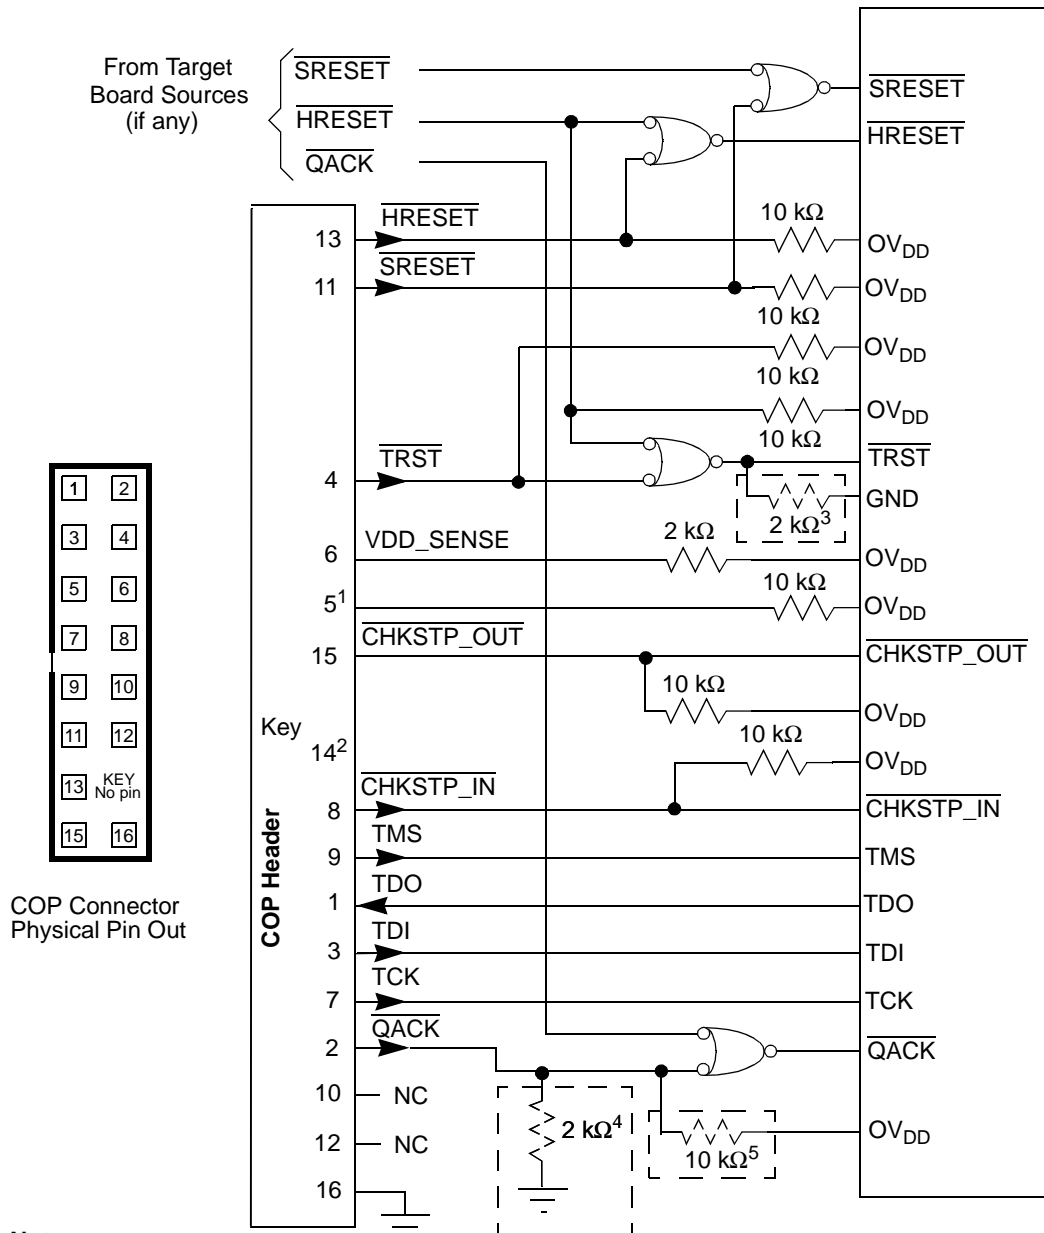 From Target
Board Sources
(if any)
SRESET
HRESET
QACK
SRESET
HRESET
13
HRESET
10 kΩ
OVDD
11
SRESET
10 kΩ
OVDD
10 kΩ
OVDD
10 kΩ
OVDD
4
TRST
TRST
2 kΩ3
GND
6
VDD_SENSE
2 kΩ
OVDD
51
10 kΩ
OVDD
15
CHKSTP_OUT
CHKSTP_OUT
10 kΩ
OVDD
Key
142
10 kΩ
OVDD
8
CHKSTP_IN
CHKSTP_IN
9
TMS
TMS
1
TDO
TDO
3
TDI
TDI
7
TCK
TCK
2
QACK
QACK
10
NC
12
NC
2 kΩ4
10 kΩ5
OVDD
16
COP Header
1 2
3 4
5 6
7 8
9 10
11 12
13 KEY
No pin
15 16
COP Connector
Physical Pin Out